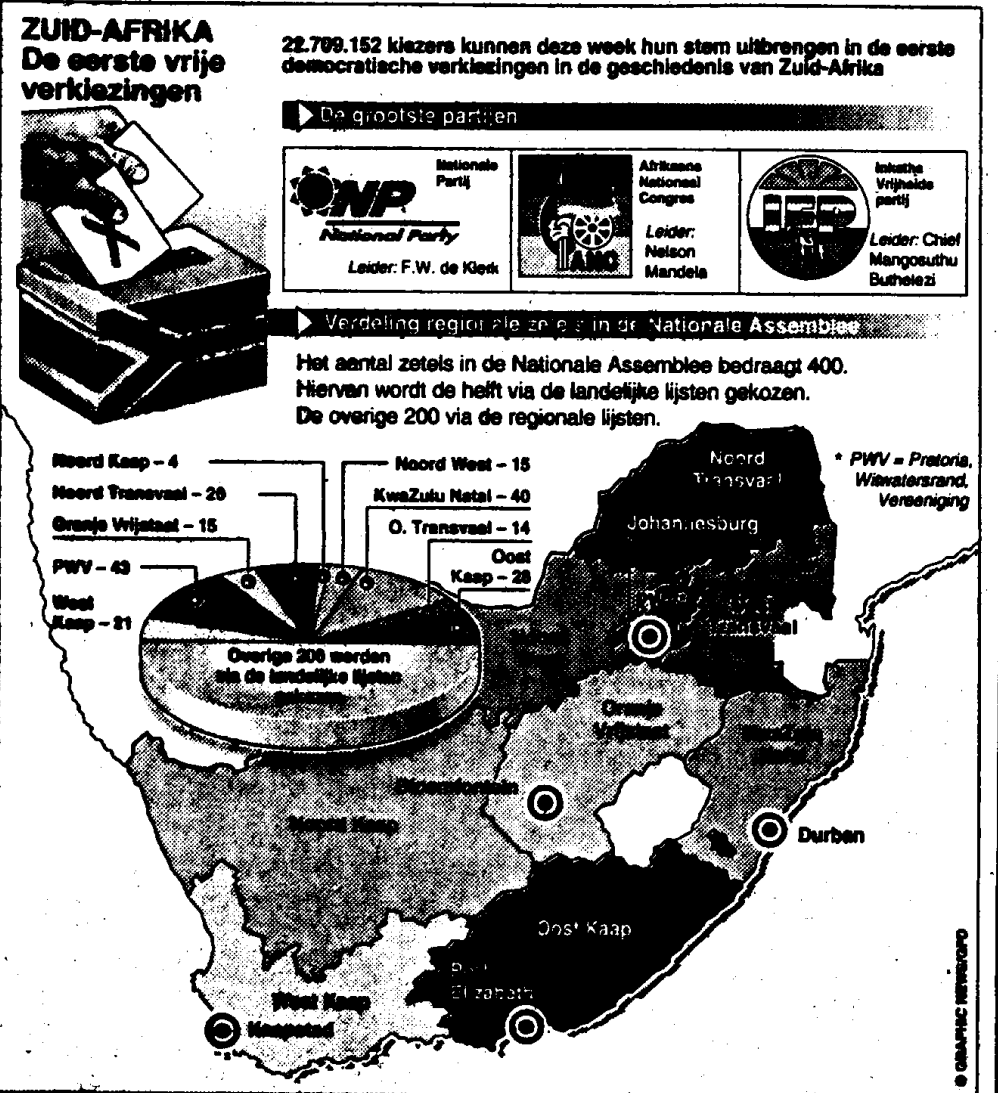 ZUID-AFRIKA
De eerste vrije
verkiezingen
22.709.152 kiezers kunnen deze week hun stem uitbrengen in de eerste
democratische verkiezingen in de geschiedenis van Zuid-Afrika
De grootste partijen
Nationale
Partij
NP
National Party
Leider: F.W. de Klerk
Afrikaans
Nationaal
Congres
ANC
Leider:
Nelson
Mandela
Inkatha
Vrijheids
partij
IFP
Leider: Chief
Mangosuthu
Buthelezi
Verdeling regionale zetels in de Nationale Assemblee
Het aantal zetels in de Nationale Assemblee bedraagt 400.
Hiervan wordt de helft via de landelijke lijsten gekozen.
De overige 200 via de regionale lijsten.
Noord Kaap – 4
Noord Transvaal – 20
Oranje Vrijstaat – 15
PWV – 43
West
Kaap – 21
Noord West – 15
KwaZulu Natal – 40
O. Transvaal – 14
Oost
Kaap – 28
Overige 200 werden
via de landelijke lijsten
gekozen
* PWV = Pretoria,
Witwatersrand,
Vereeniging
Noord
Transvaal
Johannesburg
Transvaal
Oranje
Vrijstaat
KwaZulu
Bloemfontein
Noord Kaap
Durban
Oost Kaap
Port
Elizabeth
West Kaap
Kaapstad
© GRAPHIC NEWS/GPD